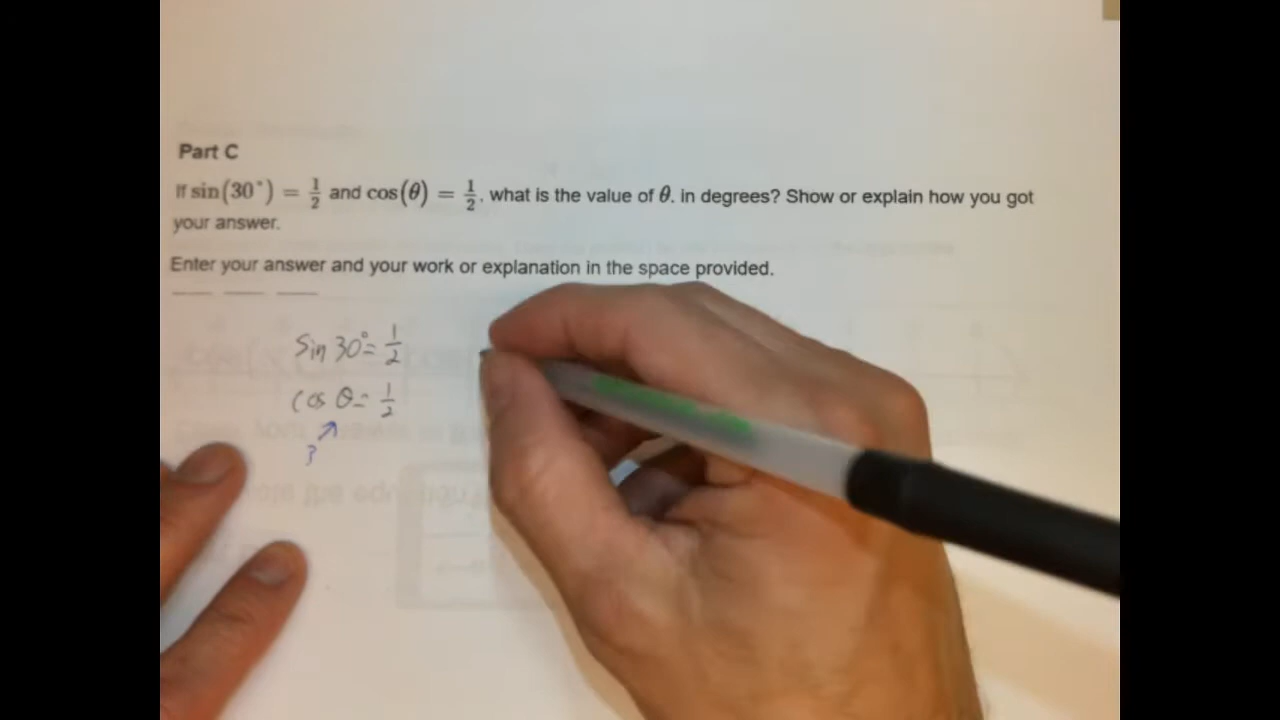 Part C
If sin(30°) = 1/2 and cos(θ) = 1/2, what is the value of θ. in degrees? Show or explain how you got
your answer.
Enter your answer and your work or explanation in the space provided.
Sin 30° = 1/2
Cos θ = 1/2